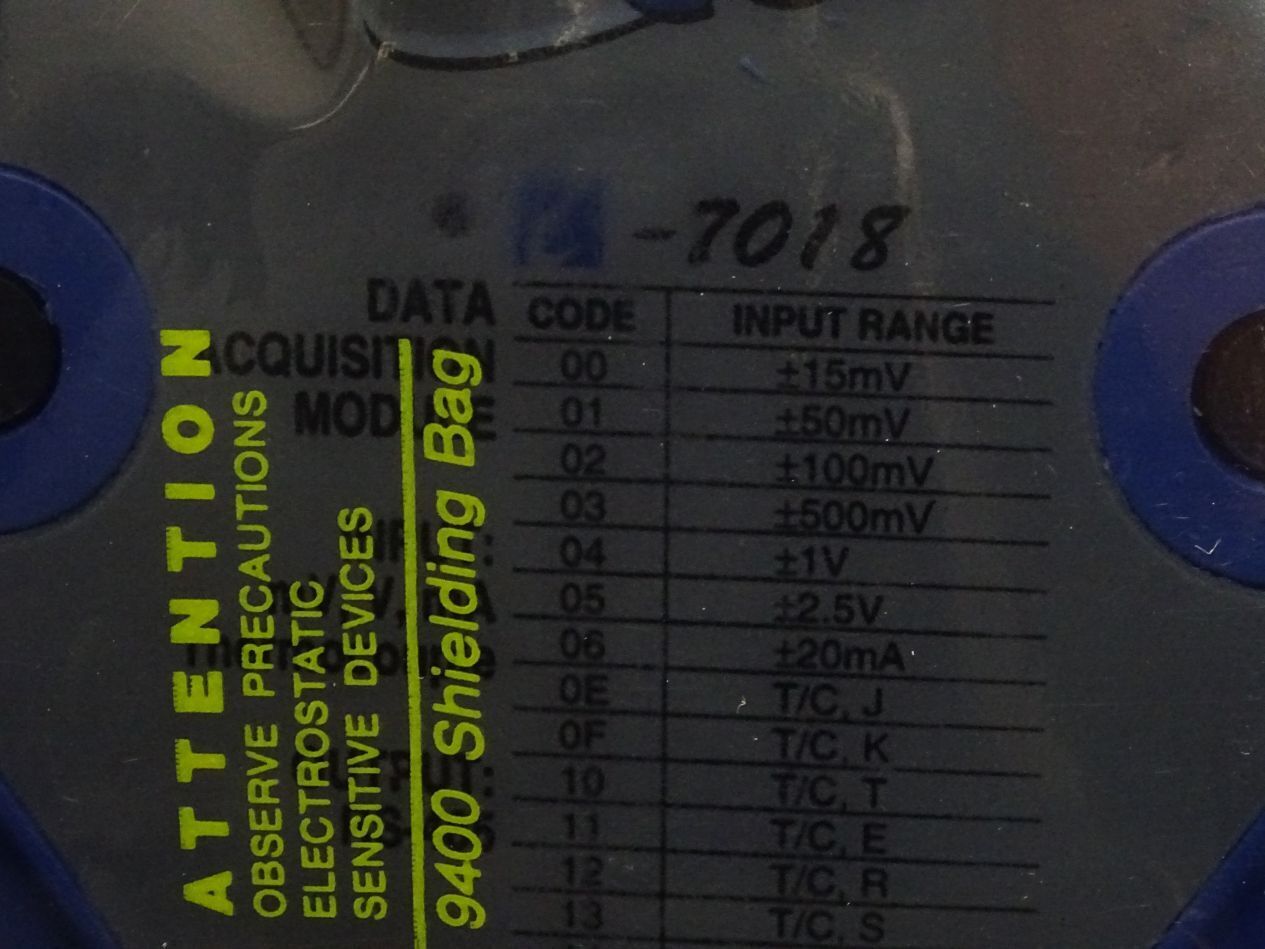 -7018
DATA
ACQUISITION
MODULE
CODE INPUT RANGE
00 ±15mV
01 ±50mV
02 ±100mV
03 ±500mV
04 ±1V
05 ±2.5V
06 ±20mA
0E T/C, J
0F T/C, K
10 T/C, T
11 T/C, E
12 T/C, R
13 T/C, S
ATTENTION
OBSERVE PRECAUTIONS
ELECTROSTATIC
SENSITIVE DEVICES
9400 Shielding Bag